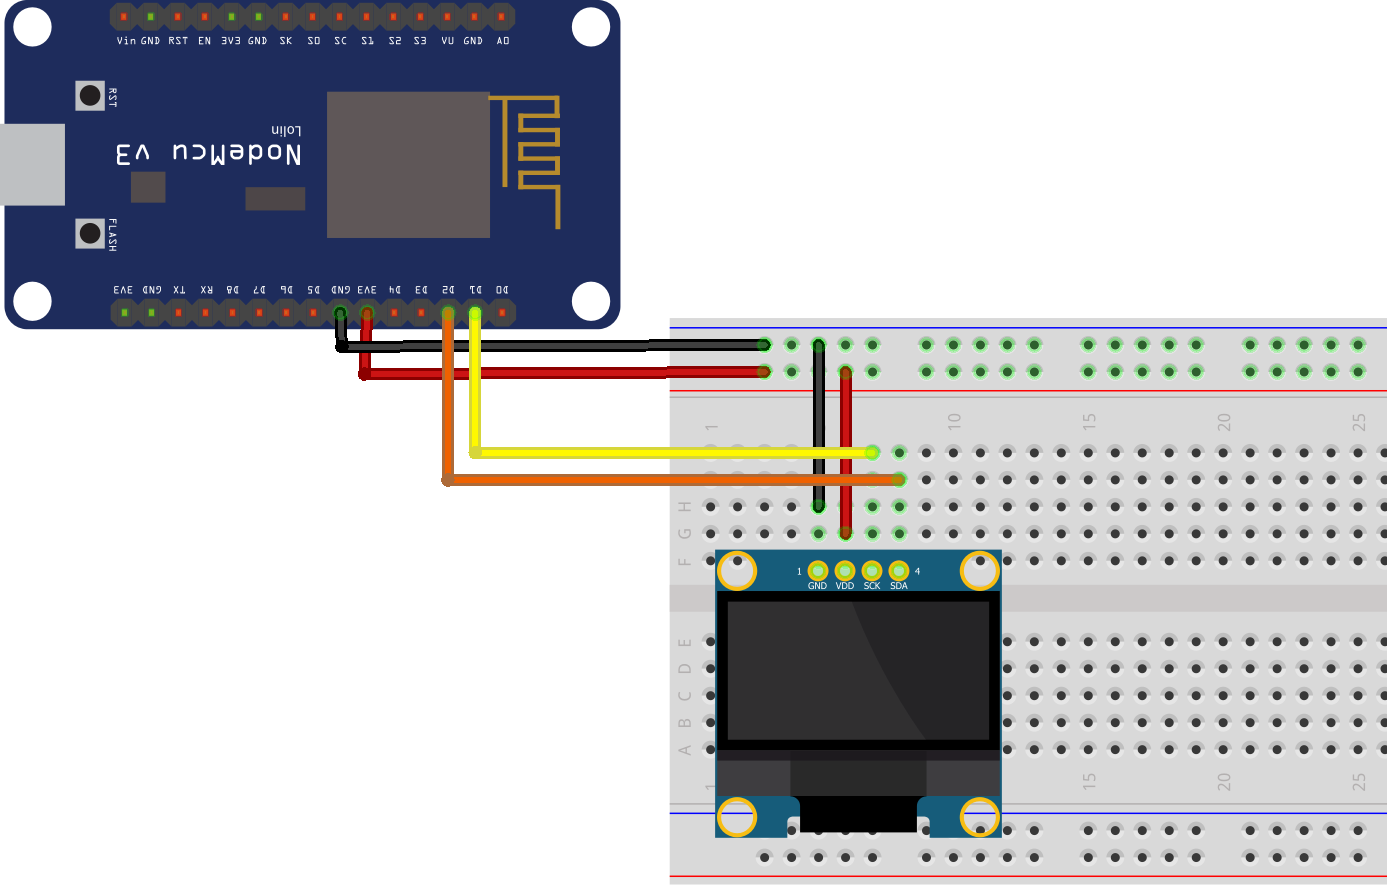 Vin GND RST EN 3V3 GND SK SO SC S1 S2 S3 VU GND AO
RST
Lolin
NodeMcu v3
FLASH
3V3 GND TX RX D8 D7 D6 D5 GND 3V3 D4 D3 D2 D1 D0
1 10 15 20 25
H
G
F
1 4
GND VDD SCK SDA
E
D
C
B
A
1 15 20 25